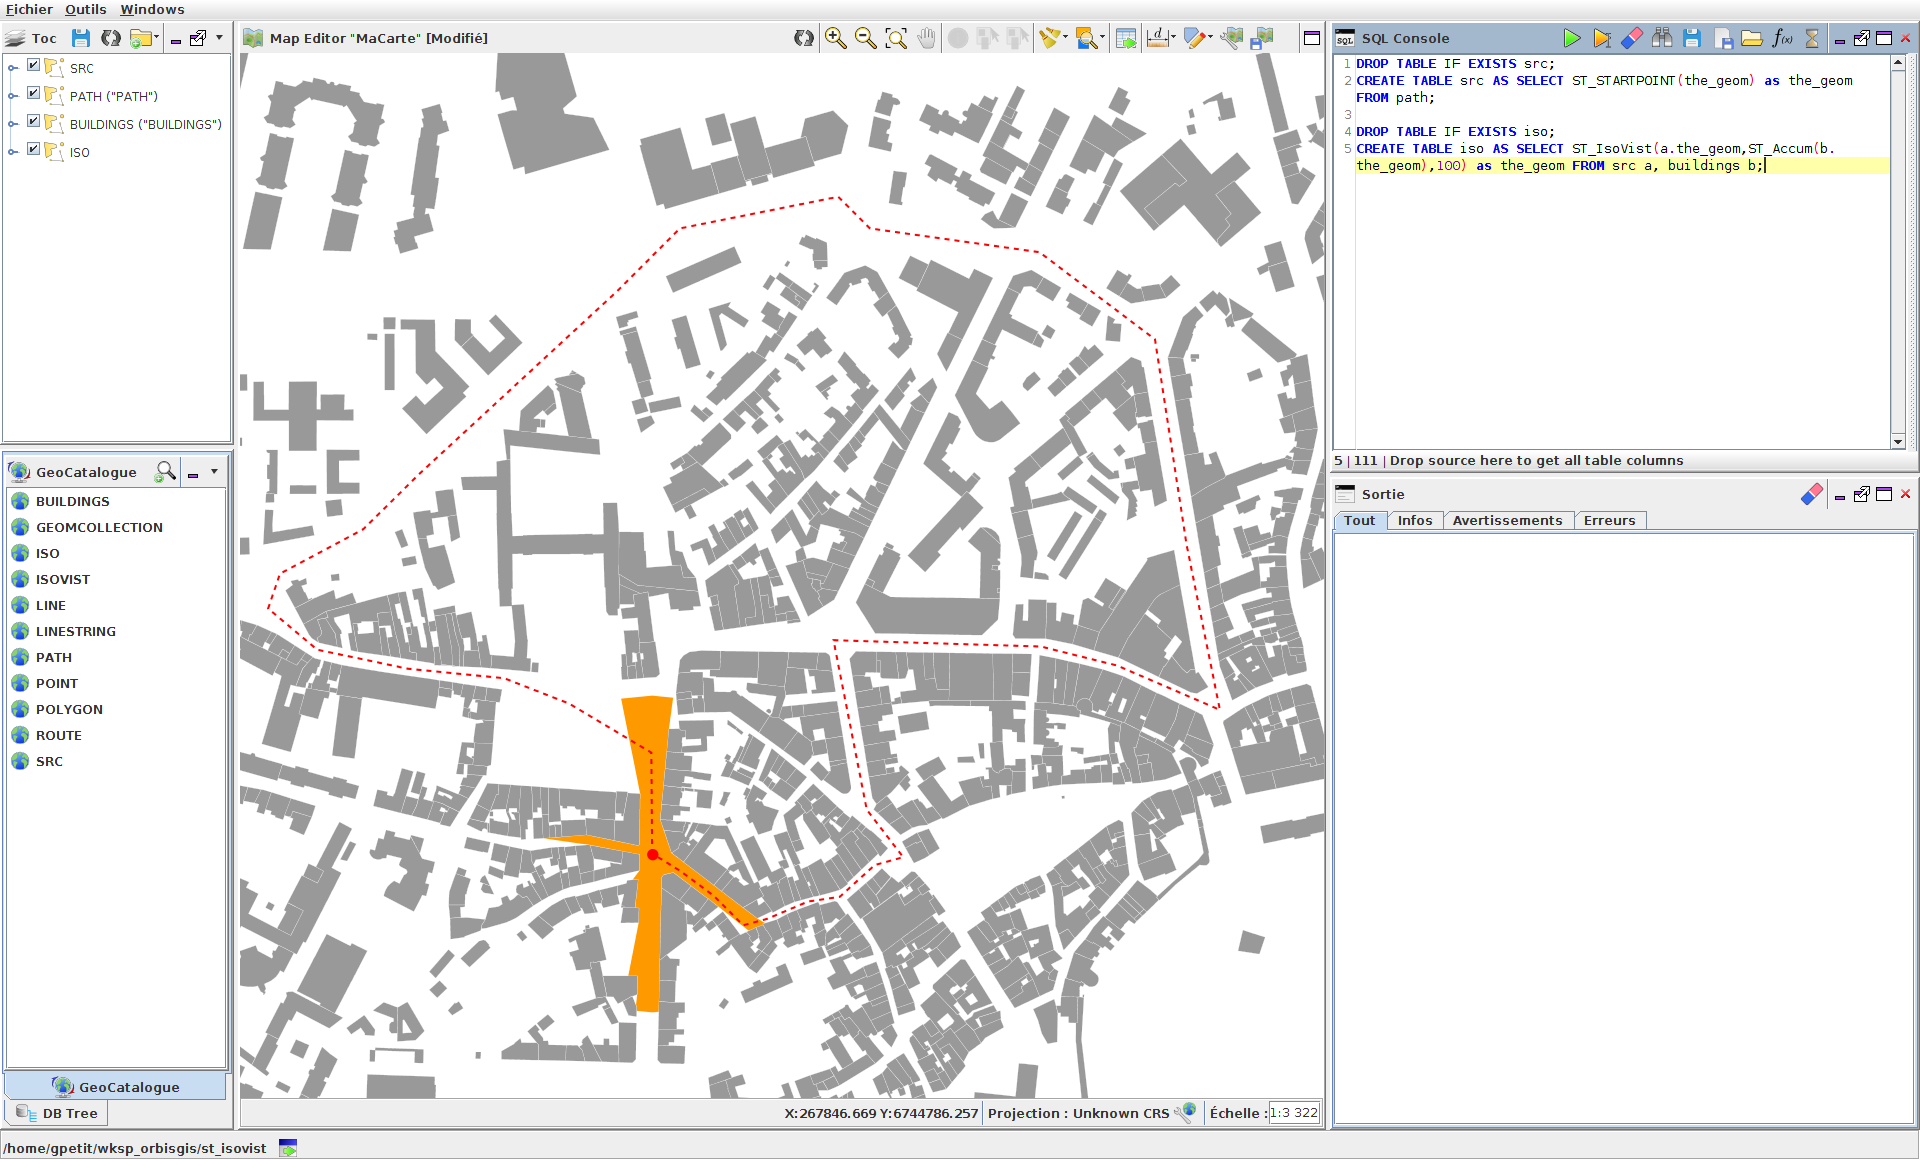 Fichier Outils Windows
Toc
SRC
PATH ("PATH")
BUILDINGS ("BUILDINGS")
ISO
GeoCatalogue
BUILDINGS
GEOMCOLLECTION
ISO
ISOVIST
LINE
LINESTRING
PATH
POINT
POLYGON
ROUTE
SRC
GeoCatalogue
DB Tree
Map Editor "MaCarte" [Modifié]
X:267846.669 Y:6744786.257 Projection : Unknown CRS Échelle : 1:3 322
SQL SQL Console
f(x)
1 DROP TABLE IF EXISTS src;
2 CREATE TABLE src AS SELECT ST_STARTPOINT(the_geom) as the_geom
FROM path;
3
4 DROP TABLE IF EXISTS iso;
5 CREATE TABLE iso AS SELECT ST_IsoVist(a.the_geom,ST_Accum(b.
the_geom),100) as the_geom FROM src a, buildings b;
5 | 111 | Drop source here to get all table columns
Sortie
Tout Infos Avertissements Erreurs
/home/gpetit/wksp_orbisgis/st_isovist